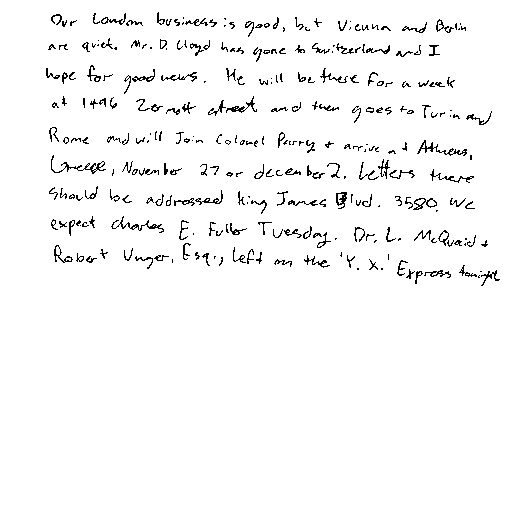 Our London business is good, but Vienna and Berlin
are quiet. Mr. D. Lloyd has gone to Switzerland and I
hope for good news. He will be there for a week
at 1496 Zermott street and then goes to Turin and
Rome and will Join Colonel Parry + arrive at Athens,
Greece, November 27 or december 2. Letters there
should be addressed King James Blvd. 3580. We
expect charles E. Fuller Tuesday. Dr. L. McQuaid +
Robert Unger, Esq., left on the 'Y. X.' Express tonight